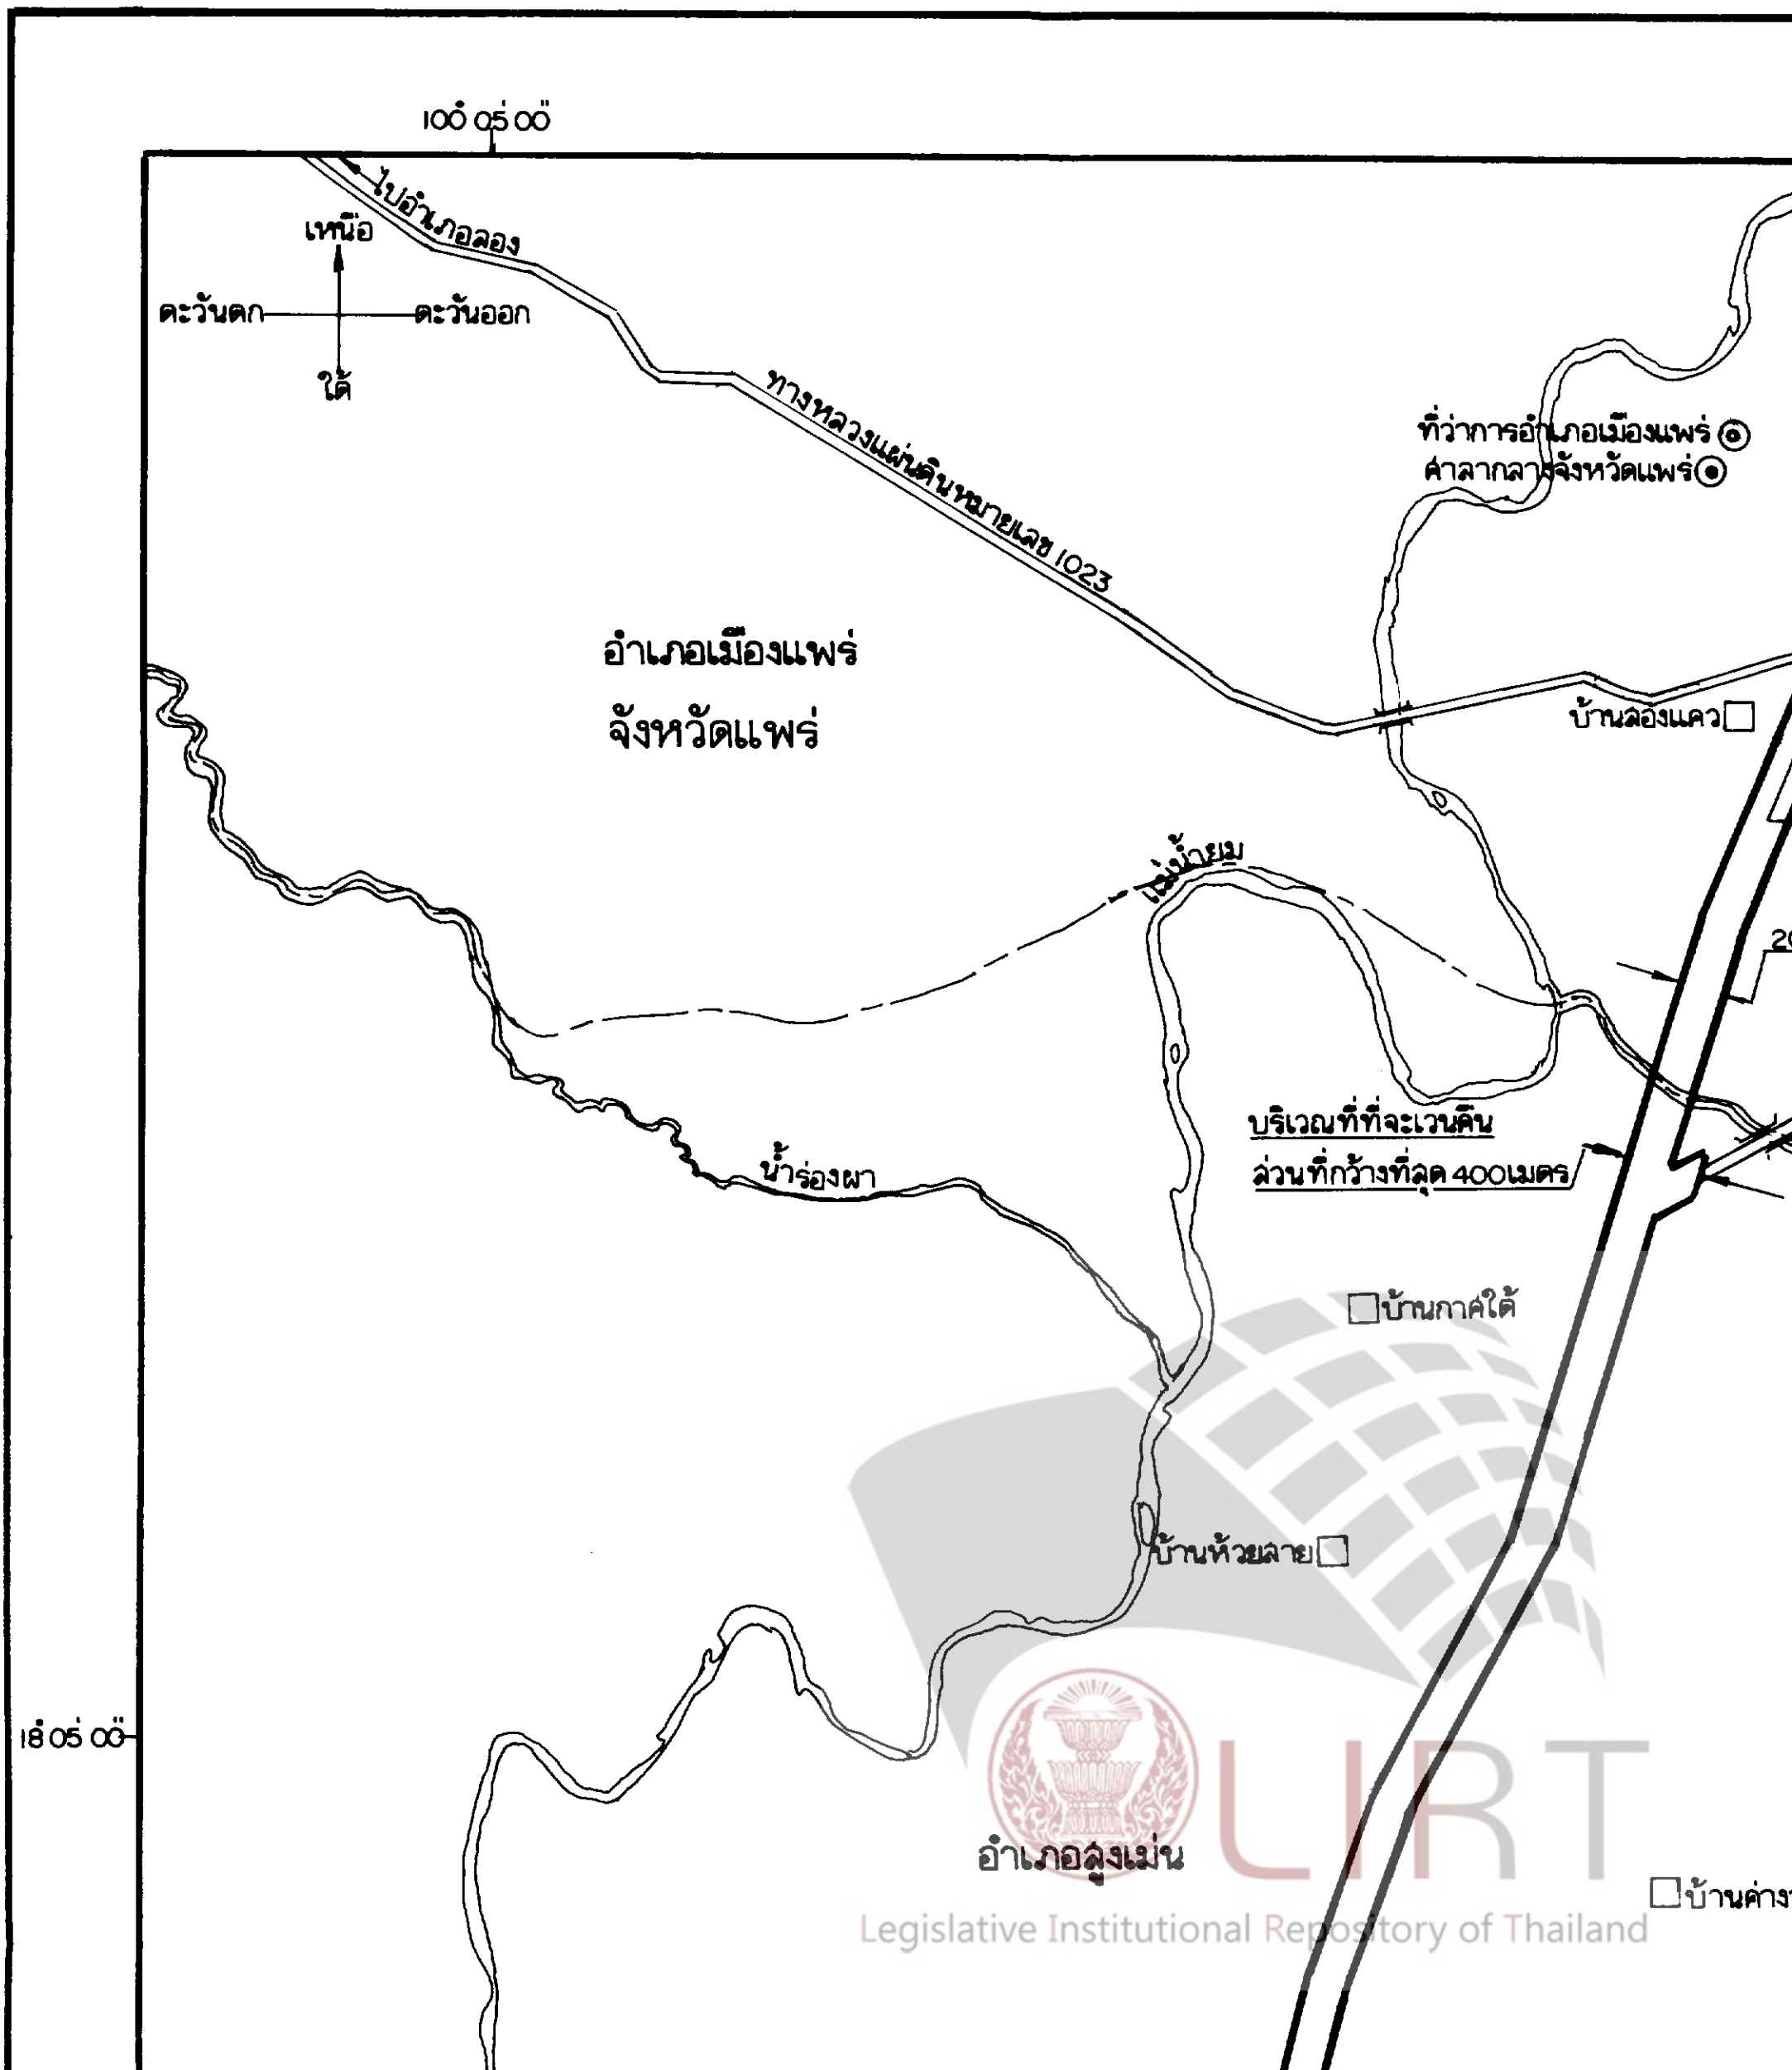 100° 05' 00"
ไปอำเภอลอง
เหนือ
ตะวันตก
ตะวันออก
ใต้
ทางหลวงแผ่นดินหมายเลข 1023
ที่ว่าการอำเภอเมืองแพร่
ศาลากลางจังหวัดแพร่
อำเภอเมืองแพร่
จังหวัดแพร่
บ้านสองแคว
แม่น้ำยม
บริเวณที่ที่จะเวนคืน
ส่วนที่กว้างที่สุด 400 เมตร
น้ำร่องผา
บ้านกาศใต้
บ้านห้วยลาย
18° 05' 00"
LIRT
อำเภอสูงเม่น
Legislative Institutional Repository of Thailand